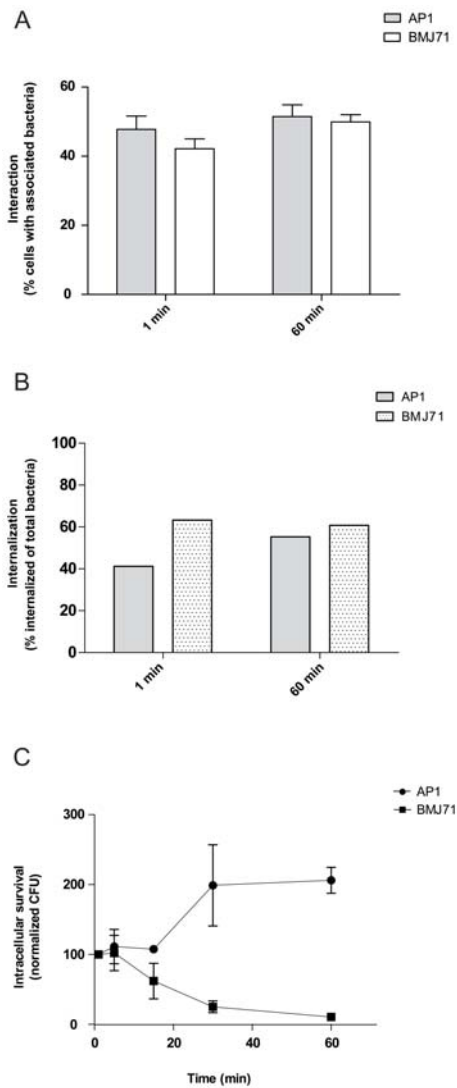 A
AP1
BMJ71
Interaction
(% cells with associated bacteria)
60
40
20
0
1 min
60 min
B
AP1
BMJ71
Internalization
(% internalized of total bacteria)
100
80
60
40
20
0
1 min
60 min
C
AP1
BMJ71
Intracellular survival
(normalized CFU)
300
200
100
0
0
20
40
60
Time (min)